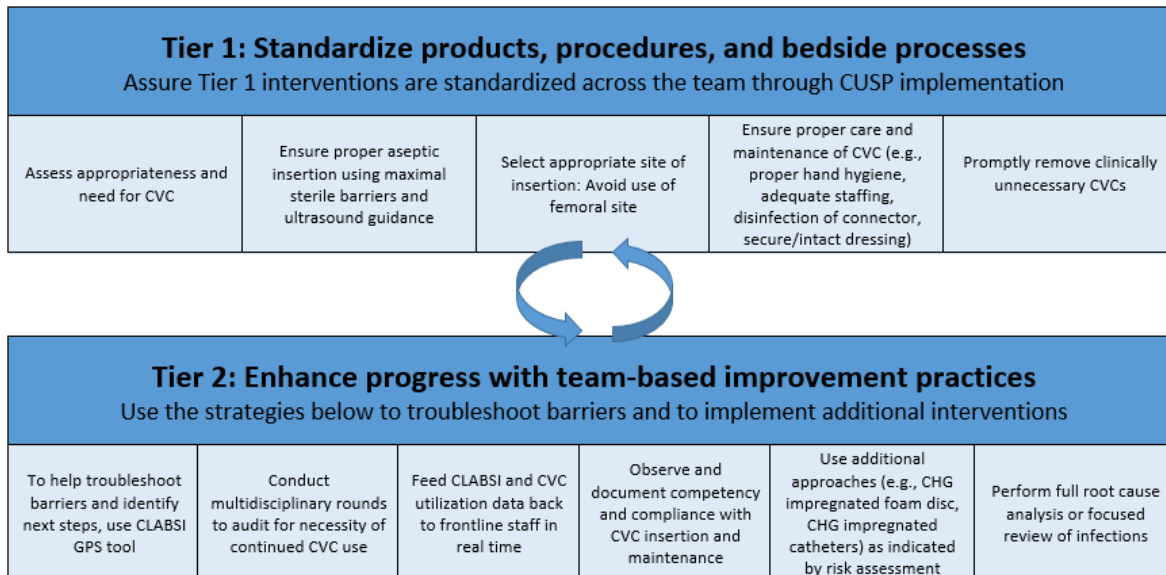 Tier 1: Standardize products, procedures, and bedside processes
Assure Tier 1 interventions are standardized across the team through CUSP implementation
Assess appropriateness and
need for CVC
Ensure proper aseptic
insertion using maximal
sterile barriers and
ultrasound guidance
Select appropriate site of
insertion: Avoid use of
femoral site
Ensure proper care and
maintenance of CVC (e.g.,
proper hand hygiene,
adequate staffing,
disinfection of connector,
secure/intact dressing)
Promptly remove clinically
unnecessary CVCs
Tier 2: Enhance progress with team-based improvement practices
Use the strategies below to troubleshoot barriers and to implement additional interventions
To help troubleshoot
barriers and identify
next steps, use CLABSI
GPS tool
Conduct
multidisciplinary rounds
to audit for necessity of
continued CVC use
Feed CLABSI and CVC
utilization data back
to frontline staff in
real time
Observe and
document competency
and compliance with
CVC insertion and
maintenance
Use additional
approaches (e.g., CHG
impregnated foam disc,
CHG impregnated
catheters) as indicated
by risk assessment
Perform full root cause
analysis or focused
review of infections